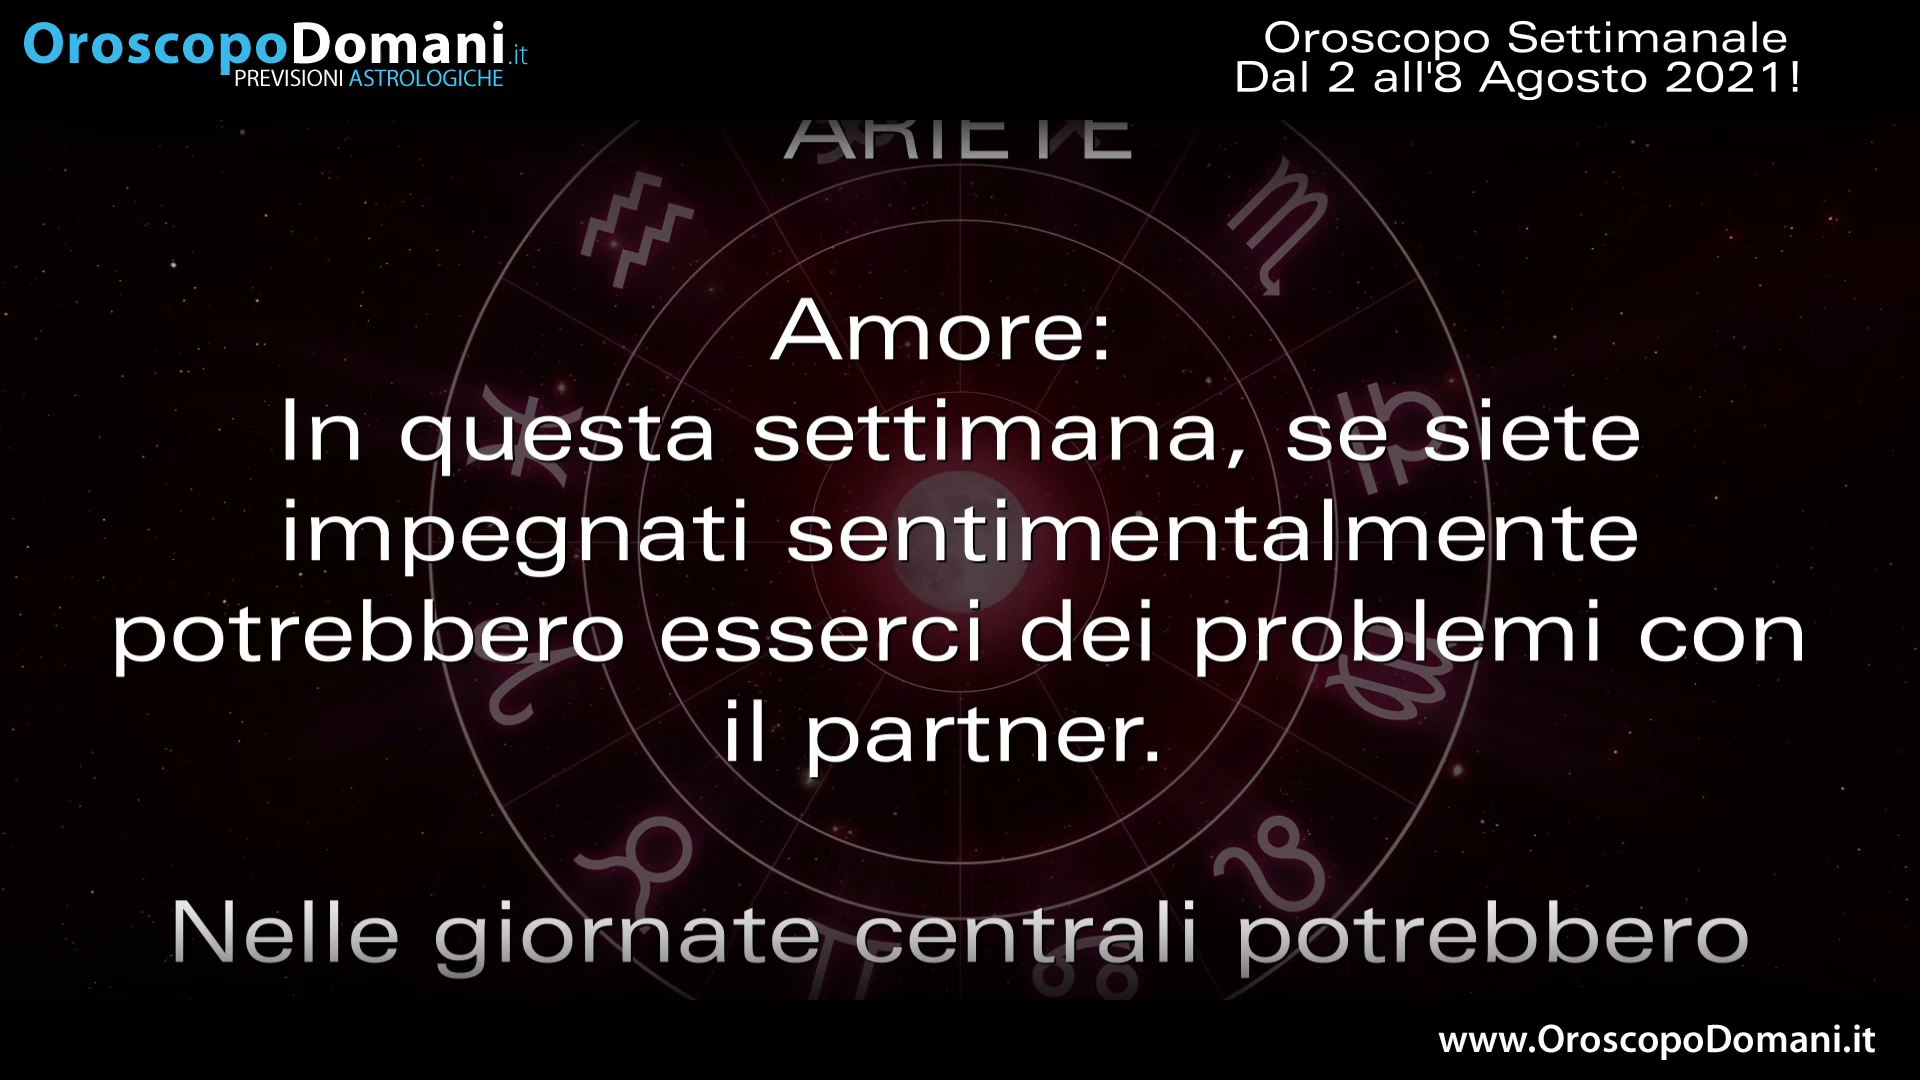 OroscopoDomani.it
PREVISIONI ASTROLOGICHE
Oroscopo Settimanale
Dal 2 all'8 Agosto 2021!
ARIETE
Amore:
In questa settimana, se siete
impegnati sentimentalmente
potrebbero esserci dei problemi con
il partner.
Nelle giornate centrali potrebbero
www.OroscopoDomani.it